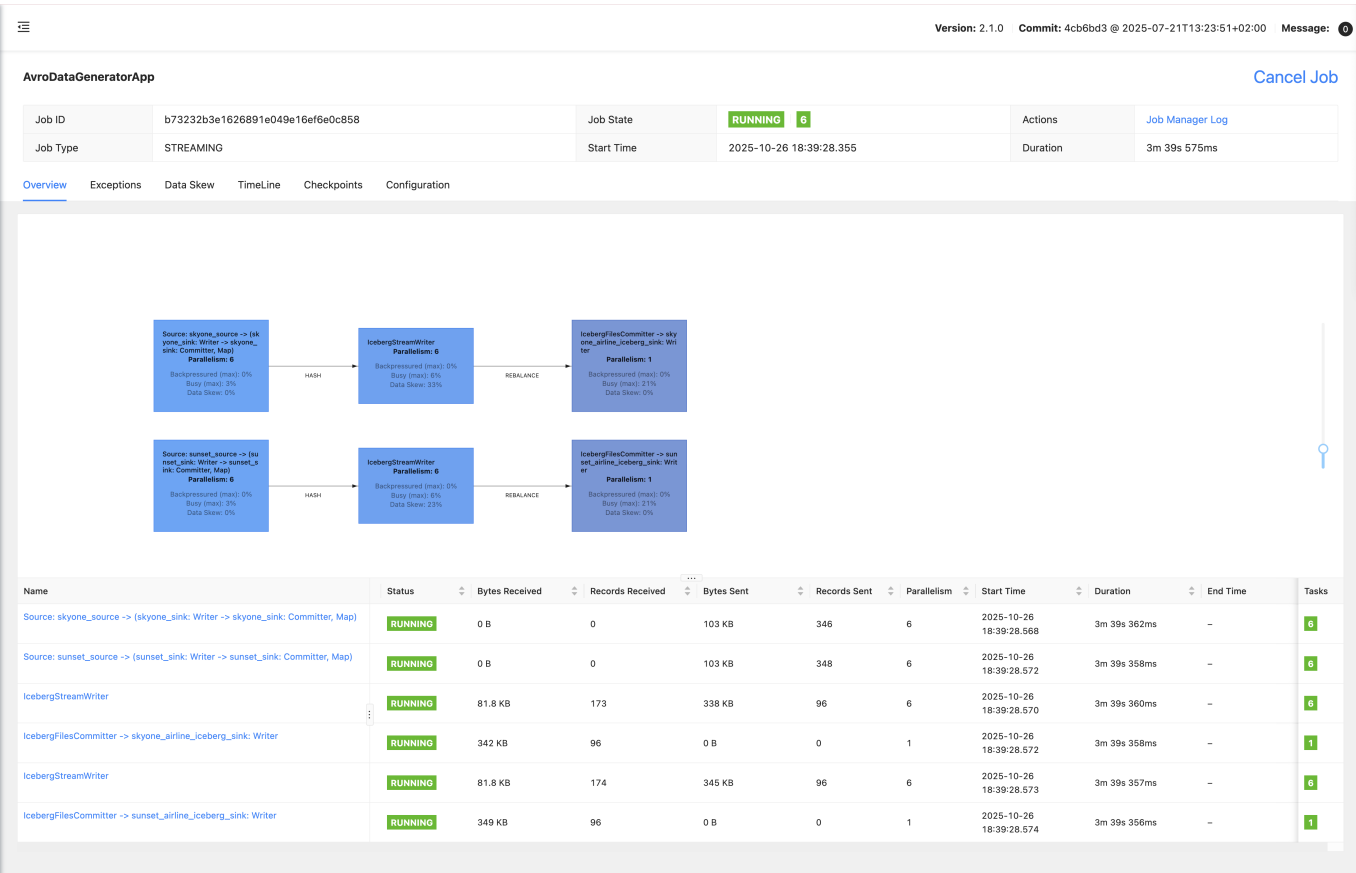 Version: 2.1.0 Commit: 4cb6bd3 @ 2025-07-21T13:23:51+02:00 Message: 0
AvroDataGeneratorApp Cancel Job
Job ID b73232b3e1626891e049e16ef6e0c858 Job State RUNNING 6 Actions Job Manager Log
Job Type STREAMING Start Time 2025-10-26 18:39:28.355 Duration 3m 39s 575ms
Overview Exceptions Data Skew TimeLine Checkpoints Configuration
Source: skyone_source -> (sk
yone_sink: Writer -> skyone_
sink: Committer, Map)
Parallelism: 6
Backpressured (max): 0%
Busy (max): 3%
Data Skew: 0%
HASH
IcebergStreamWriter
Parallelism: 6
Backpressured (max): 0%
Busy (max): 6%
Data Skew: 33%
REBALANCE
IcebergFilesCommitter -> sky
one_airline_iceberg_sink: Wri
ter
Parallelism: 1
Backpressured (max): 0%
Busy (max): 21%
Data Skew: 0%
Source: sunset_source -> (su
nset_sink: Writer -> sunset_s
ink: Committer, Map)
Parallelism: 6
Backpressured (max): 0%
Busy (max): 3%
Data Skew: 0%
HASH
IcebergStreamWriter
Parallelism: 6
Backpressured (max): 0%
Busy (max): 6%
Data Skew: 23%
REBALANCE
IcebergFilesCommitter -> sun
set_airline_iceberg_sink: Writ
er
Parallelism: 1
Backpressured (max): 0%
Busy (max): 21%
Data Skew: 0%
Name Status Bytes Received Records Received Bytes Sent Records Sent Parallelism Start Time Duration End Time Tasks
Source: skyone_source -> (skyone_sink: Writer -> skyone_sink: Committer, Map) RUNNING 0 B 0 103 KB 346 6 2025-10-26 18:39:28.568 3m 39s 362ms – 6
Source: sunset_source -> (sunset_sink: Writer -> sunset_sink: Committer, Map) RUNNING 0 B 0 103 KB 348 6 2025-10-26 18:39:28.572 3m 39s 358ms – 6
IcebergStreamWriter RUNNING 81.8 KB 173 338 KB 96 6 2025-10-26 18:39:28.570 3m 39s 360ms – 6
IcebergFilesCommitter -> skyone_airline_iceberg_sink: Writer RUNNING 342 KB 96 0 B 0 1 2025-10-26 18:39:28.572 3m 39s 358ms – 1
IcebergStreamWriter RUNNING 81.8 KB 174 345 KB 96 6 2025-10-26 18:39:28.573 3m 39s 357ms – 6
IcebergFilesCommitter -> sunset_airline_iceberg_sink: Writer RUNNING 349 KB 96 0 B 0 1 2025-10-26 18:39:28.574 3m 39s 356ms – 1